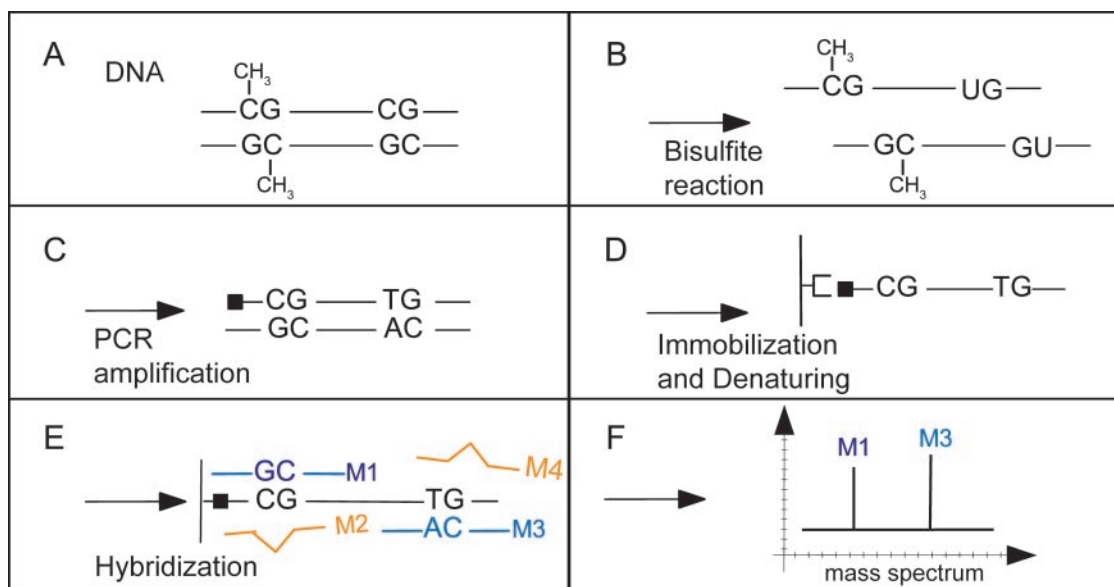 A
DNA
CH3
CG CG
GC GC
CH3
B
CH3
CG UG
Bisulfite
reaction
GC GU
CH3
C
CG TG
GC AC
PCR
amplification
D
CG TG
Immobilization
and Denaturing
E
GC M1
M4
CG TG
M2
AC M3
Hybridization
F
M1 M3
mass spectrum